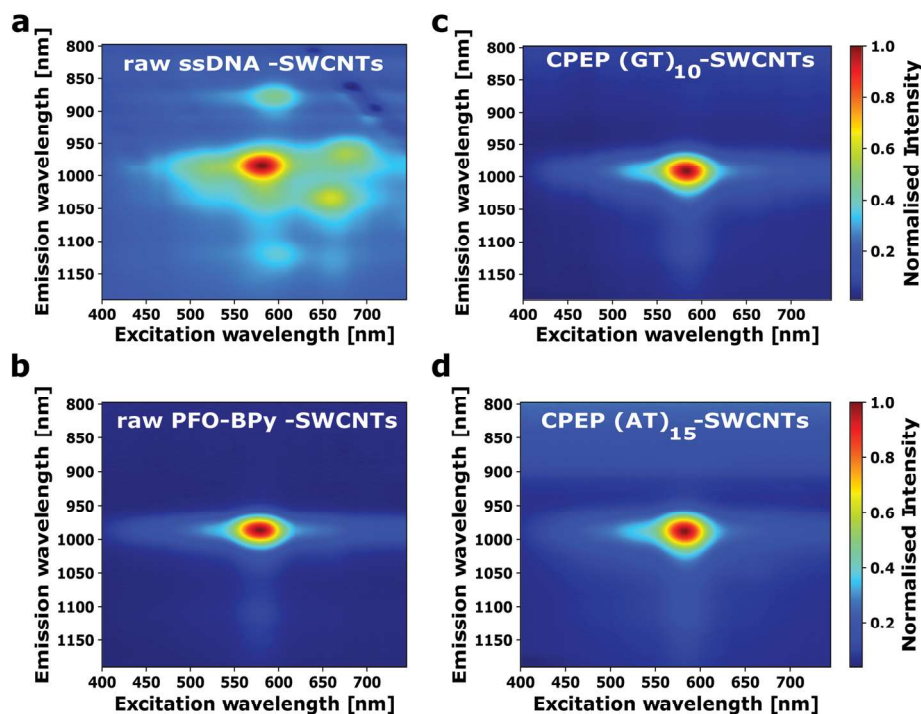 a
raw ssDNA -SWCNTs
Emission wavelength [nm]
800
850
900
950
1000
1050
1100
1150
400 450 500 550 600 650 700
Excitation wavelength [nm]
c
CPEP (GT)10-SWCNTs
Emission wavelength [nm]
800
850
900
950
1000
1050
1100
1150
400 450 500 550 600 650 700
Excitation wavelength [nm]
1.0
0.8
0.6
0.4
0.2
Normalised Intensity
b
raw PFO-BPy -SWCNTs
Emission wavelength [nm]
800
850
900
950
1000
1050
1100
1150
400 450 500 550 600 650 700
Excitation wavelength [nm]
d
CPEP (AT)15-SWCNTs
Emission wavelength [nm]
800
850
900
950
1000
1050
1100
1150
400 450 500 550 600 650 700
Excitation wavelength [nm]
1.0
0.8
0.6
0.4
0.2
Normalised Intensity